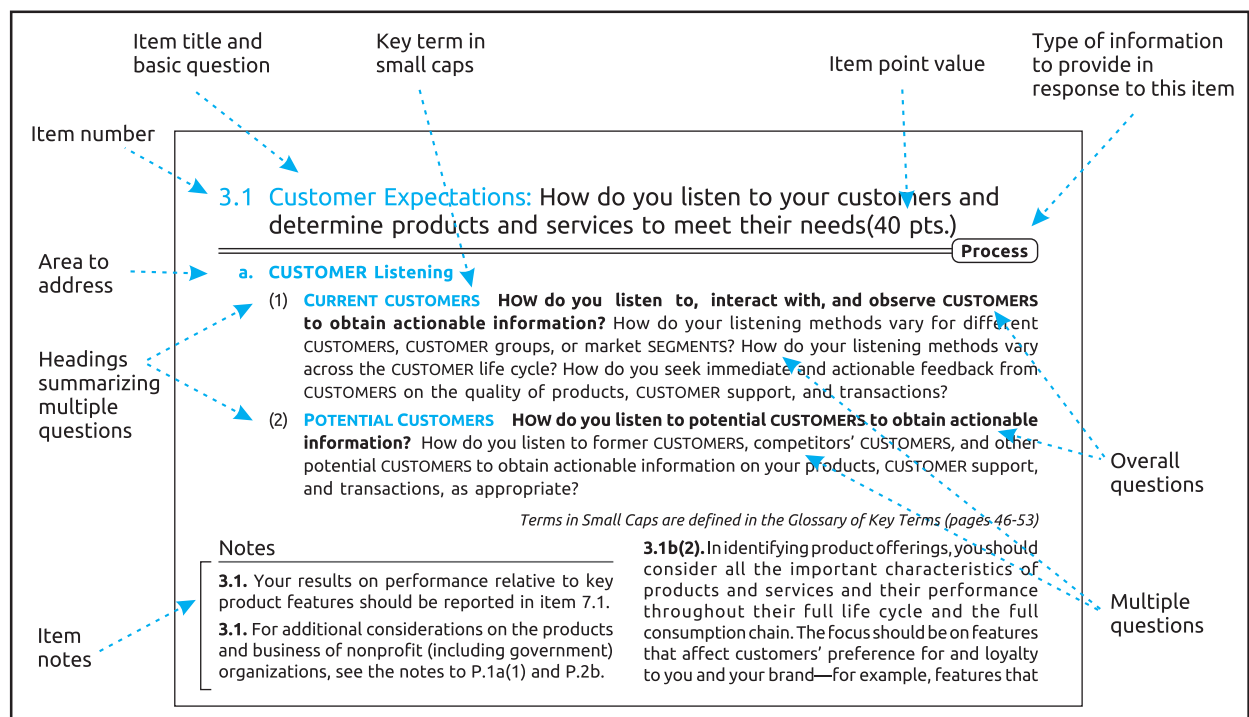 Item title and
basic question
Key term in
small caps
Item point value
Type of information
to provide in
response to this item
Item number
3.1 Customer Expectations: How do you listen to your customers and
determine products and services to meet their needs(40 pts.)
Process
Area to
address
a. CUSTOMER Listening
(1) CURRENT CUSTOMERS HOW do you listen to, interact with, and observe CUSTOMERS
to obtain actionable information? How do your listening methods vary for different
CUSTOMERS, CUSTOMER groups, or market SEGMENTS? How do your listening methods vary
across the CUSTOMER life cycle? How do you seek immediate and actionable feedback from
CUSTOMERS on the quality of products, CUSTOMER support, and transactions?
Headings
summarizing
multiple
questions
(2) POTENTIAL CUSTOMERS HOW do you listen to potential CUSTOMERS to obtain actionable
information? How do you listen to former CUSTOMERS, competitors' CUSTOMERS, and other
potential CUSTOMERS to obtain actionable information on your products, CUSTOMER support,
and transactions, as appropriate?
Overall
questions
Terms in Small Caps are defined in the Glossary of Key Terms (pages 46-53)
Notes
3.1. Your results on performance relative to key
product features should be reported in item 7.1.
3.1. For additional considerations on the products
and business of nonprofit (including government)
organizations, see the notes to P.1a(1) and P.2b.
Item
notes
3.1b(2). In identifying product offerings, you should
consider all the important characteristics of
products and services and their performance
throughout their full life cycle and the full
consumption chain. The focus should be on features
that affect customers' preference for and loyalty
to you and your brand—for example, features that
Multiple
questions